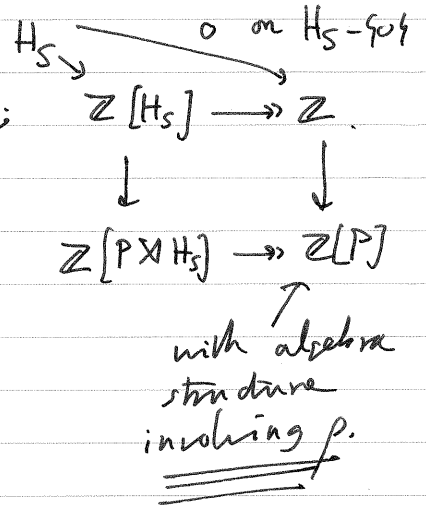 H_S 0 on H_S - {0}
; ℤ[H_S] ↠ ℤ.
ℤ[P ⋊ H_S] ↠ ℤ[P]
with algebra
structure
involving ρ.